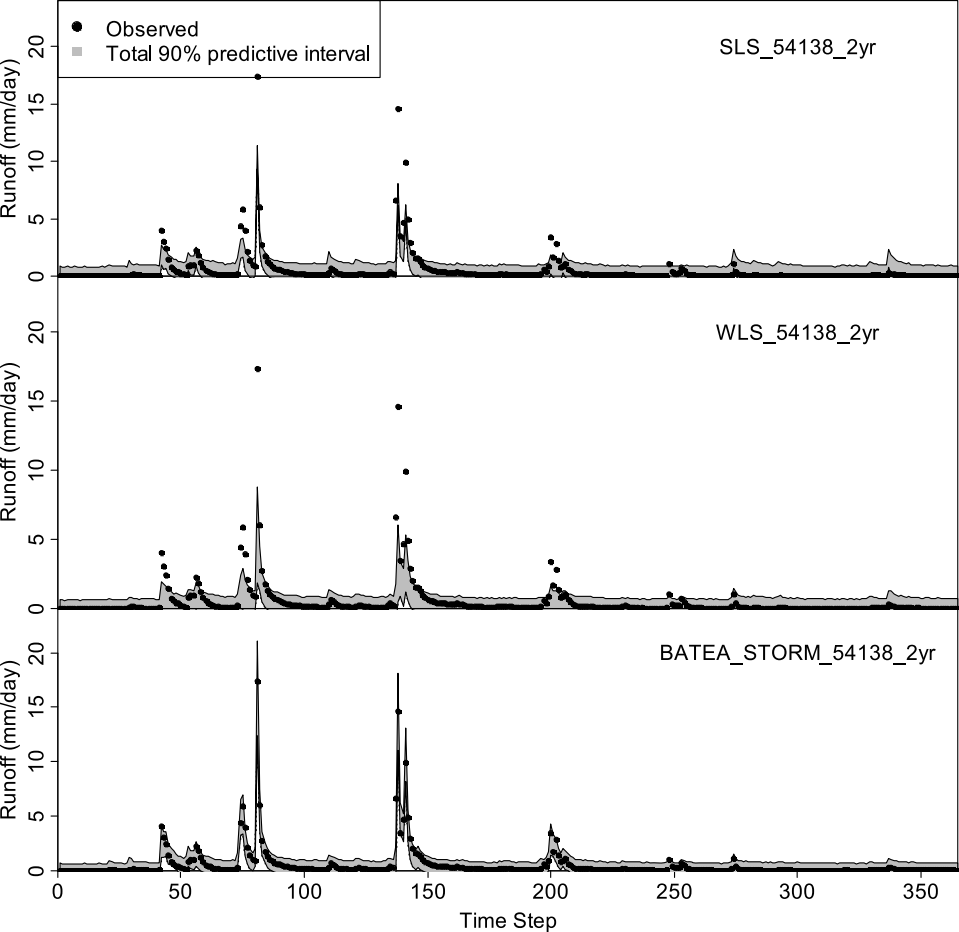 Observed
Total 90% predictive interval
SLS_54138_2yr
Runoff (mm/day)
20
15
10
5
0
WLS_54138_2yr
Runoff (mm/day)
20
15
10
5
0
BATEA_STORM_54138_2yr
Runoff (mm/day)
20
15
10
5
0
0 50 100 150 200 250 300 350
Time Step